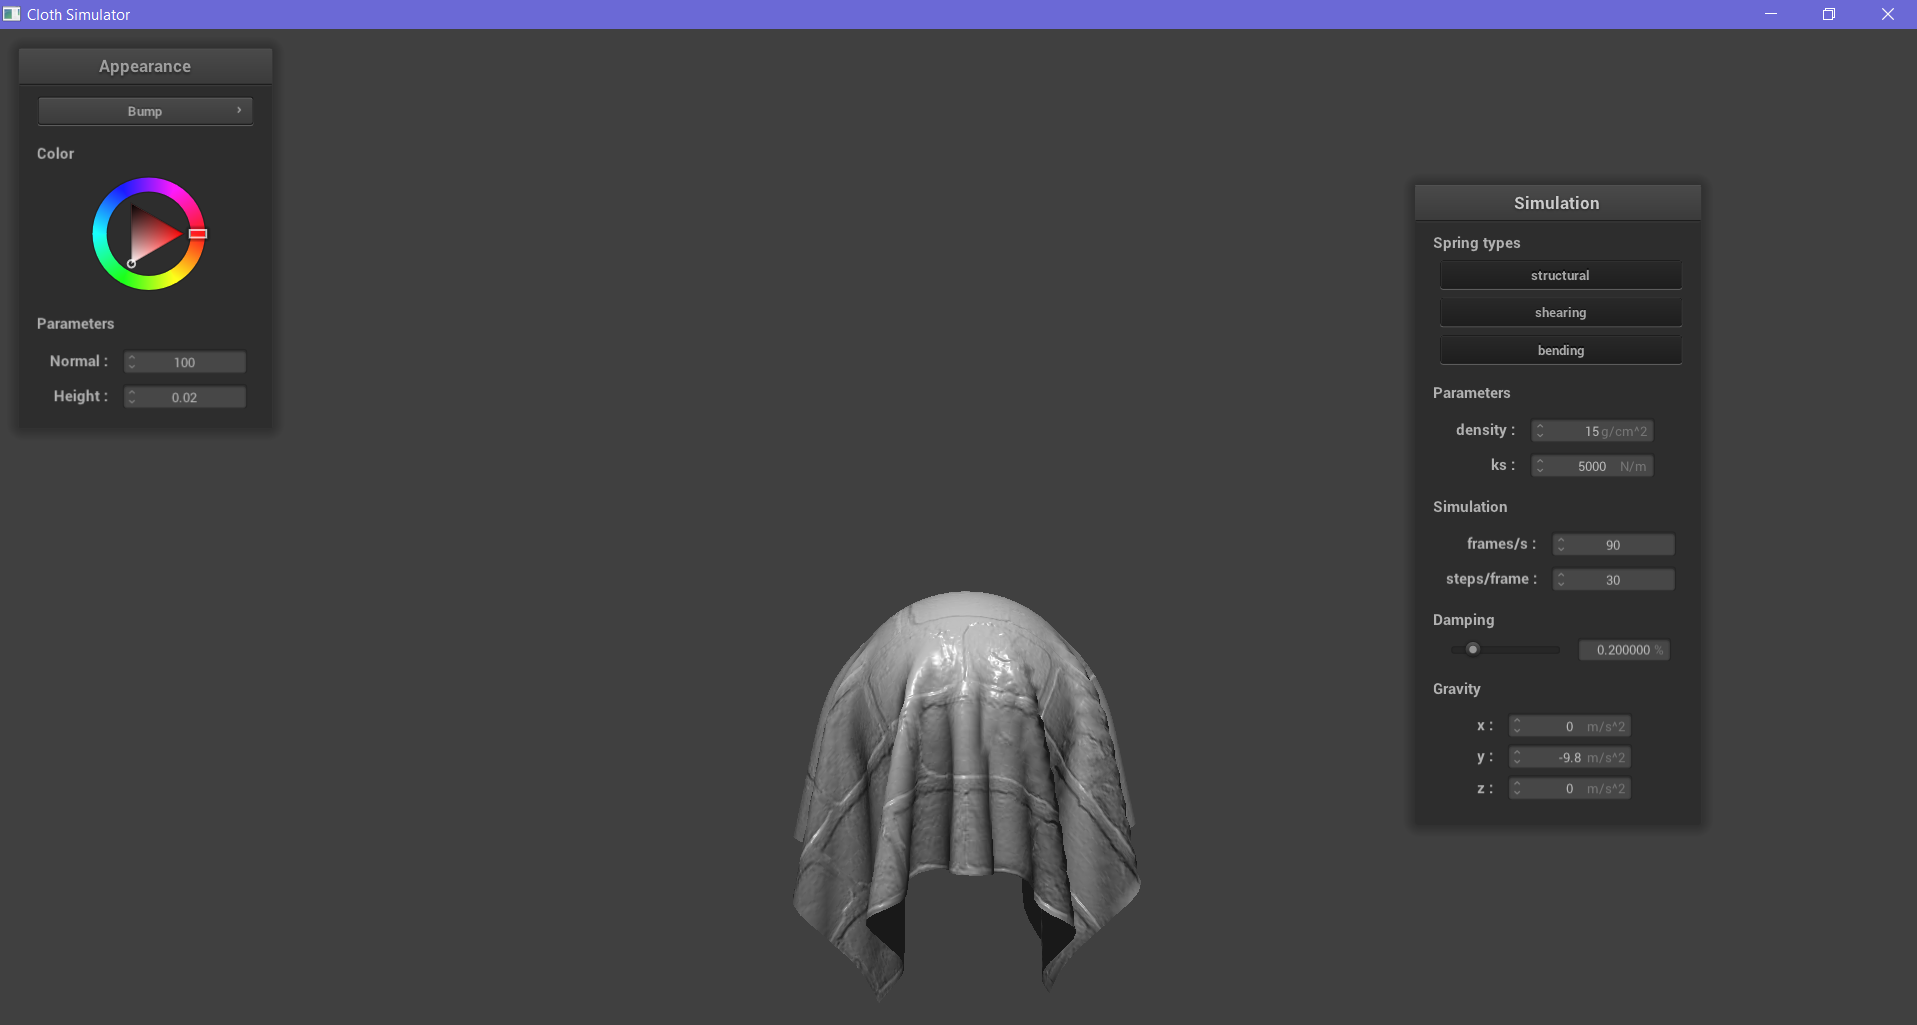 Cloth Simulator
Appearance
Bump
Color
Parameters
Normal : 100
Height : 0.02
Simulation
Spring types
structural
shearing
bending
Parameters
density : 15 g/cm^2
ks : 5000 N/m
Simulation
frames/s : 90
steps/frame : 30
Damping
0.200000 %
Gravity
x : 0 m/s^2
y : -9.8 m/s^2
z : 0 m/s^2